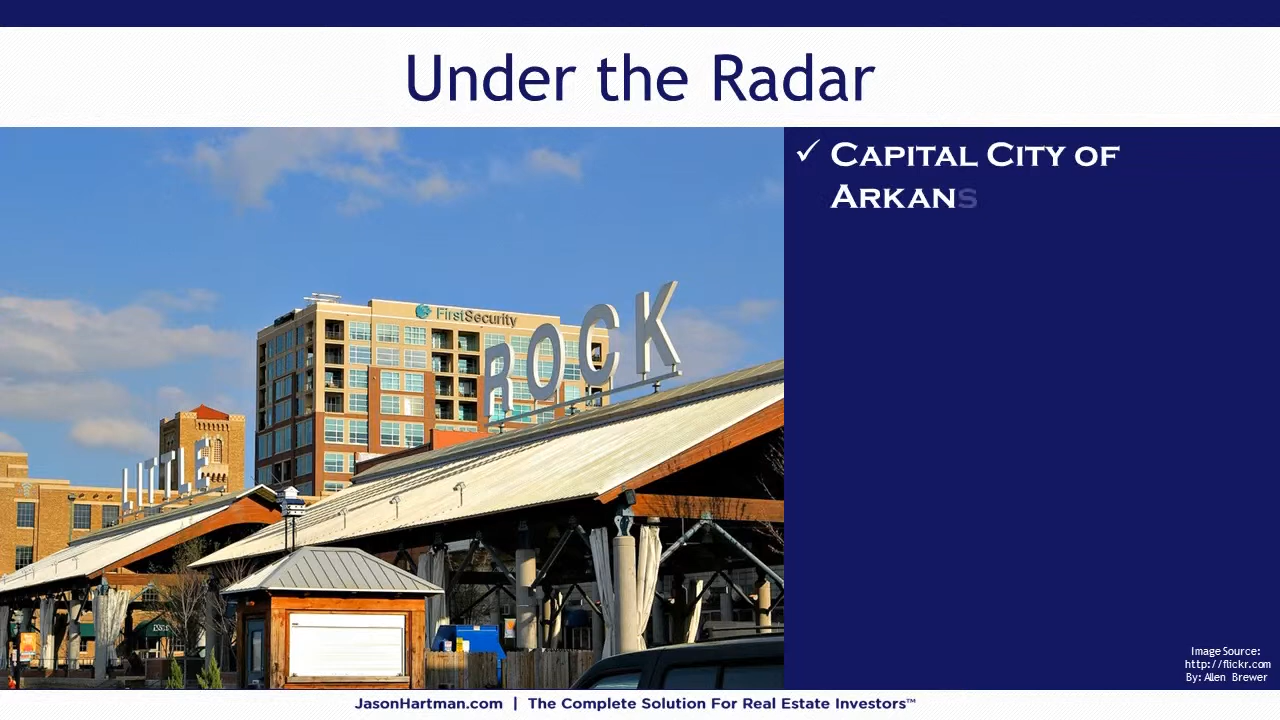 Under the Radar
✓ CAPITAL CITY OF
ARKANS
FirstSecurity
ROCK
LITTLE
Image Source:
http://flickr.com
By: Allen Brewer
JasonHartman.com | The Complete Solution For Real Estate Investors™